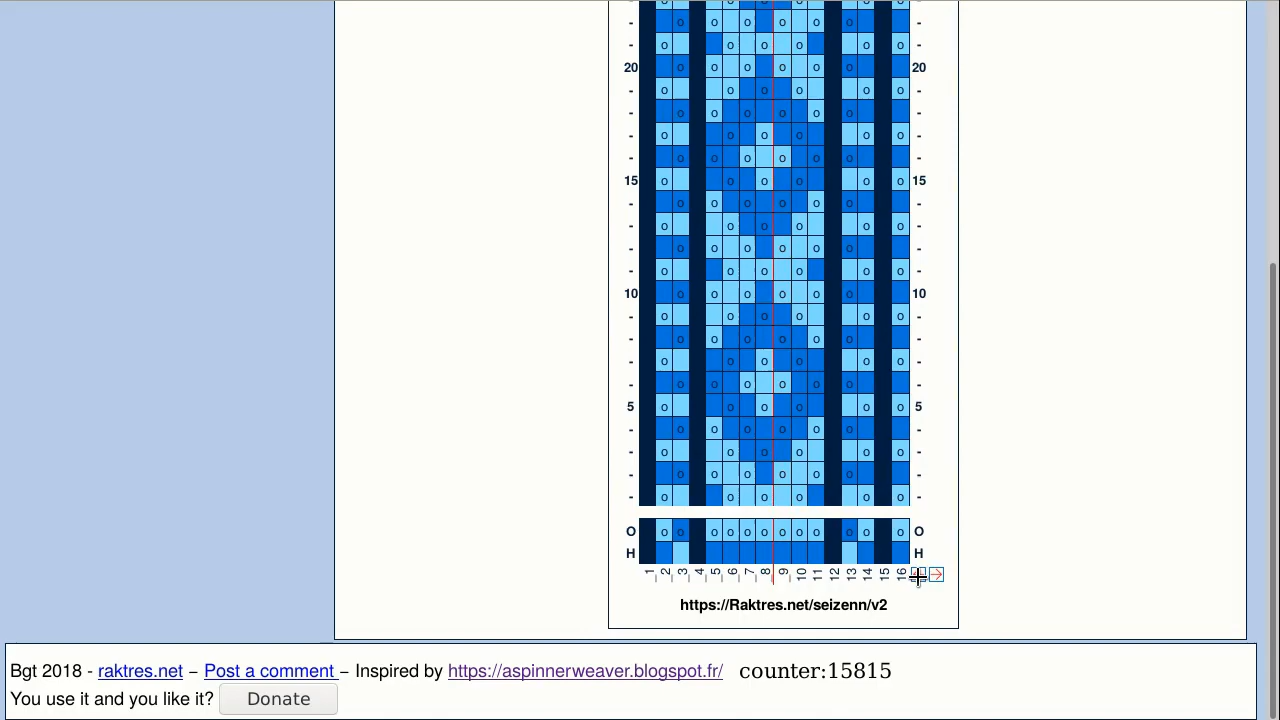 - o o o o o o -
- o o o o o o -
20 o o o o o o 20
- o o o o o o -
- o o o o o o -
- o o o o o o -
- o o o o o o -
15 o o o o o o 15
- o o o o o o -
- o o o o o o -
- o o o o o o -
- o o o o o o -
10 o o o o o o 10
- o o o o o o -
- o o o o o o -
- o o o o o o -
- o o o o o o -
5 o o o o o o 5
- o o o o o o -
- o o o o o o -
- o o o o o o -
- o o o o o o -
O o o o o o o o o o o o o O
H H
1 2 3 4 5 6 7 8 9 10 11 12 13 14 15 16
https://Raktres.net/seizenn/v2
Bgt 2018 - raktres.net – Post a comment – Inspired by https://aspinnerweaver.blogspot.fr/ counter:15815
You use it and you like it? Donate